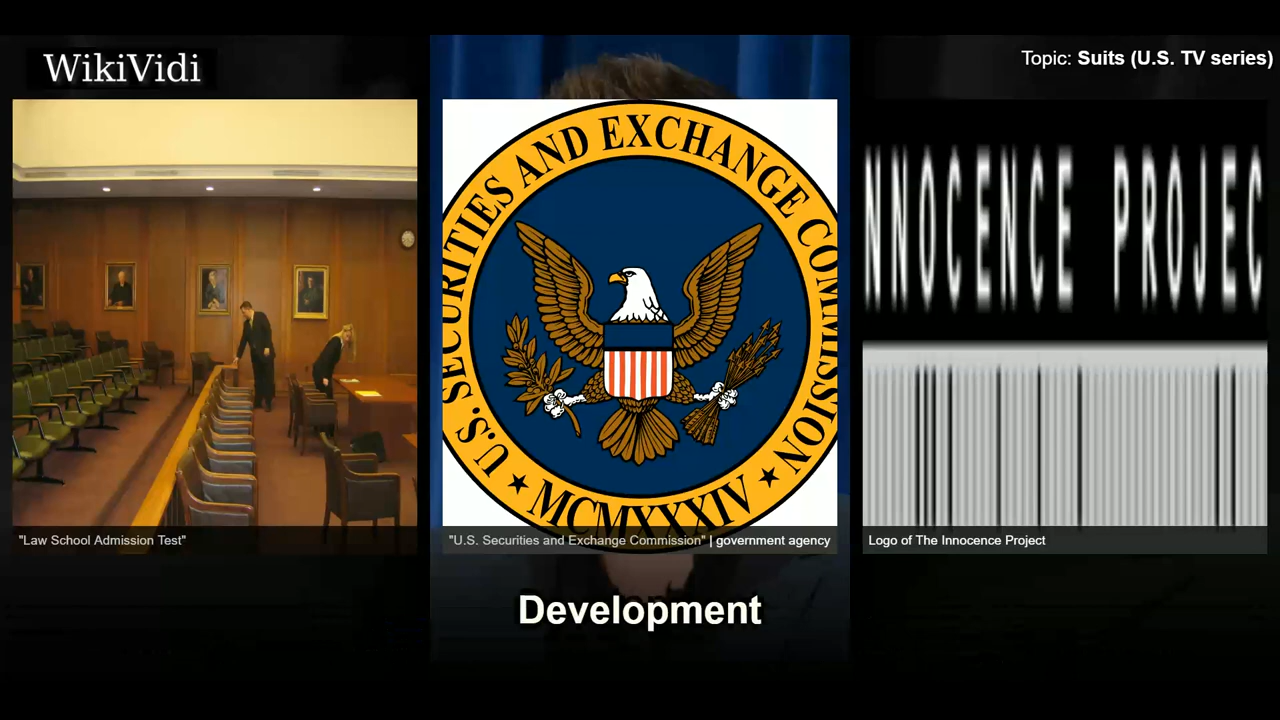 WikiVidi
Topic: Suits (U.S. TV series)
U.S. SECURITIES AND EXCHANGE COMMISSION
MCMXXXIV
NNOCENCE PROJEC
"Law School Admission Test"
"U.S. Securities and Exchange Commission" | government agency
Logo of The Innocence Project
Development